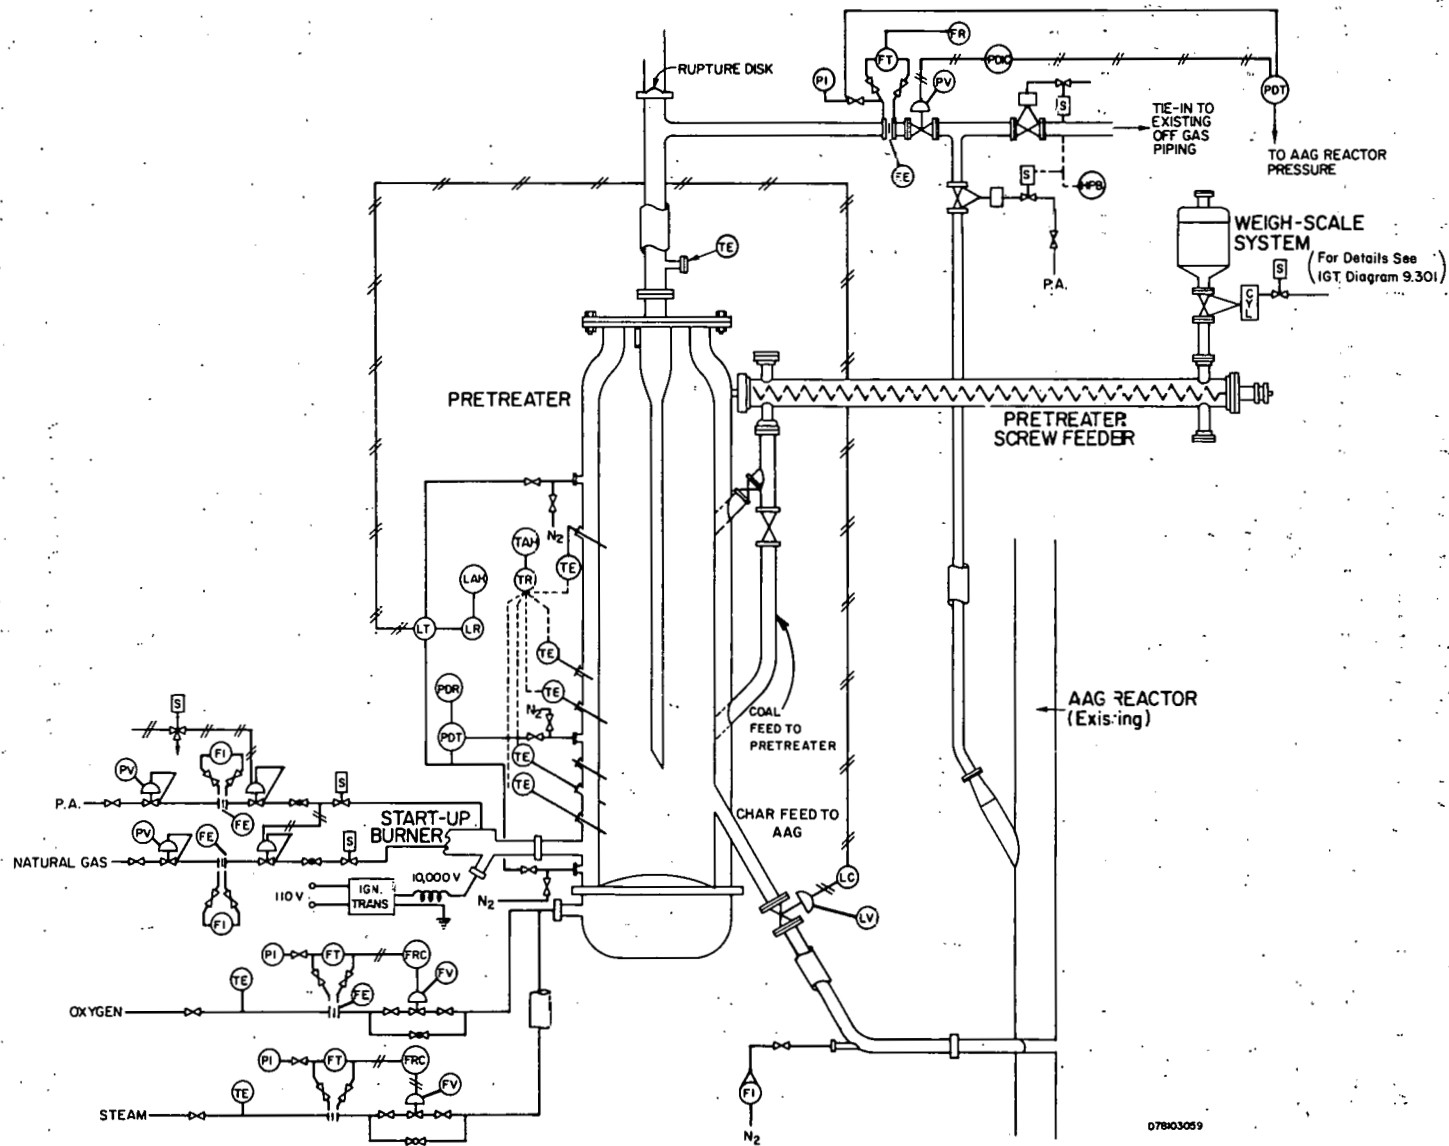 FR
FT
RUPTURE DISK
PI
PV
PDIC
PDT
S
TIE-IN TO
EXISTING
OFF GAS
PIPING
TO AAG REACTOR
PRESSURE
FE
S
HPB
P.A.
TE
WEIGH-SCALE
SYSTEM
(For Details See
IGT Diagram 9.301)
S
CYL
PRETREATER
PRETREATER
SCREW FEEDER
N2
TAH
TR
TE
LAH
LT
LR
TE
PDR
TE
N2
PDT
TE
TE
COAL
FEED TO
PRETREATER
AAG REACTOR
(Existing)
S
FI
PV
S
P.A.
FE
START-UP
BURNER
CHAR FEED TO
AAG
PV
FE
S
NATURAL GAS
10,000 V
110 V
IGN.
TRANS
N2
FI
LC
LV
PI
FT
FRC
FV
TE
FE
OXYGEN
PI
FT
FRC
FV
TE
STEAM
FI
N2
D78103059